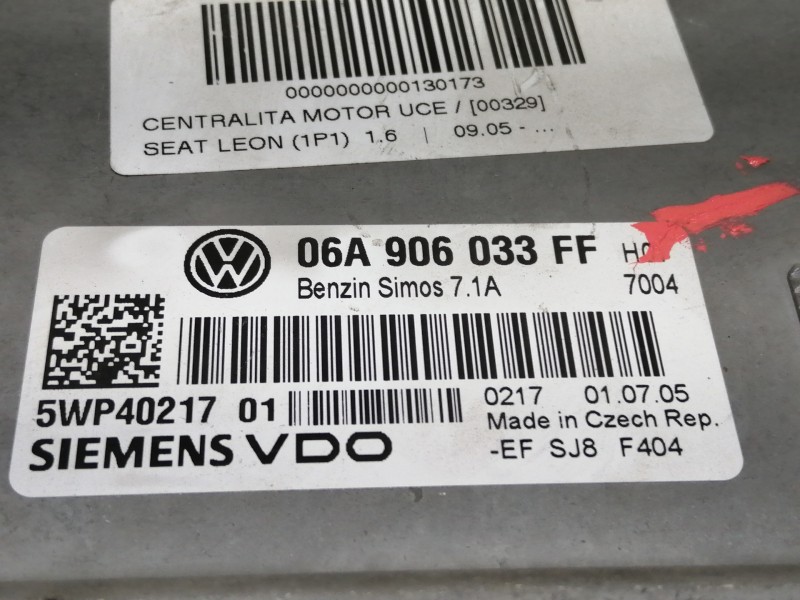 0000000000130173
CENTRALITA MOTOR UCE / [00329]
SEAT LEON (1P1) 1.6 | 09.05 - ...
06A 906 033 FF
Benzin Simos 7.1A 7004
5WP40217 01
0217 01.07.05
Made in Czech Rep.
SIEMENS VDO
-EF SJ8 F404